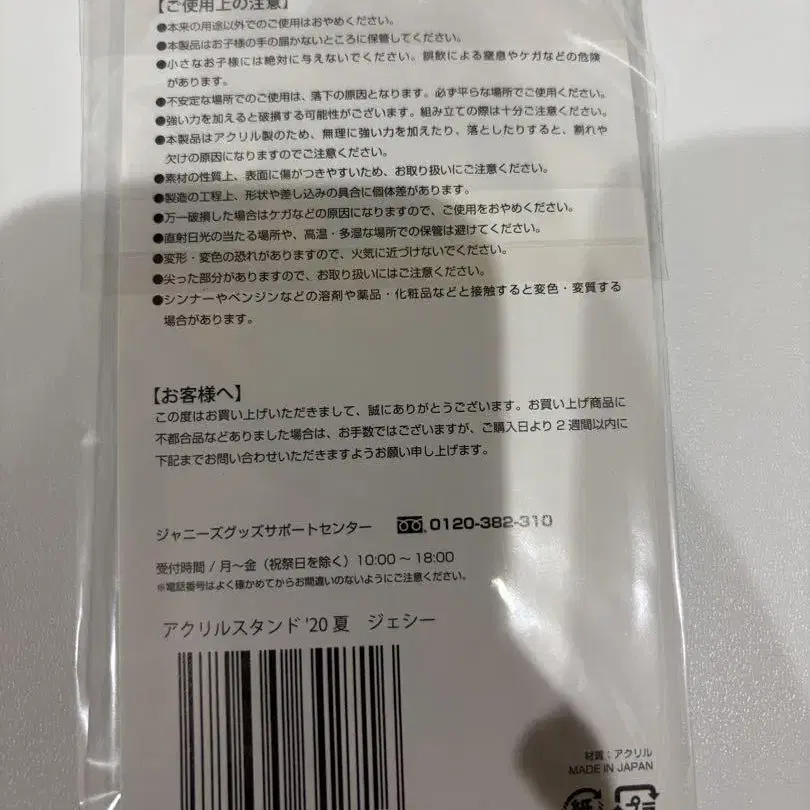 【ご使用上の注意】
●本来の用途以外でのご使用はおやめください。
●本製品はお子様の手の届かないところに保管してください。
●小さなお子様には絶対に与えないでください。誤飲による窒息やケガなどの危険
があります。
●不安定な場所でのご使用は、落下の原因となります。必ず平らな場所でご使用ください。
●強い力を加えると破損する可能性がございます。組み立ての際は十分ご注意ください。
●本製品はアクリル製のため、無理に強い力を加えたり、落としたりすると、割れや
欠けの原因になりますのでご注意ください。
●素材の性質上、表面に傷がつきやすいため、お取り扱いにご注意ください。
●製造の工程上、形状や差し込みの具合に個体差があります。
●万一破損した場合はケガなどの原因になりますので、ご使用をおやめください。
●直射日光の当たる場所や、高温・多湿な場所での保管は避けてください。
●変形・変色の恐れがありますので、火気に近づけないでください。
●尖った部分がありますので、お取り扱いにはご注意ください。
●シンナーやベンジンなどの溶剤や薬品・化粧品などと接触すると変色・変質する
場合があります。
【お客様へ】
この度はお買い上げいただきまして、誠にありがとうございます。お買い上げ商品に
不都合品などありました場合は、お手数ではございますが、ご購入日より2週間以内に
下記までお問い合わせいただきますようお願い申し上げます。
ジャニーズグッズサポートセンター 0120-382-310
受付時間 / 月～金（祝祭日を除く）10:00～18:00
※電話番号はよく確かめてからお間違いのないようにご注意ください。
アクリルスタンド '20 夏 ジェシー
材質：アクリル
MADE IN JAPAN
紙
プ